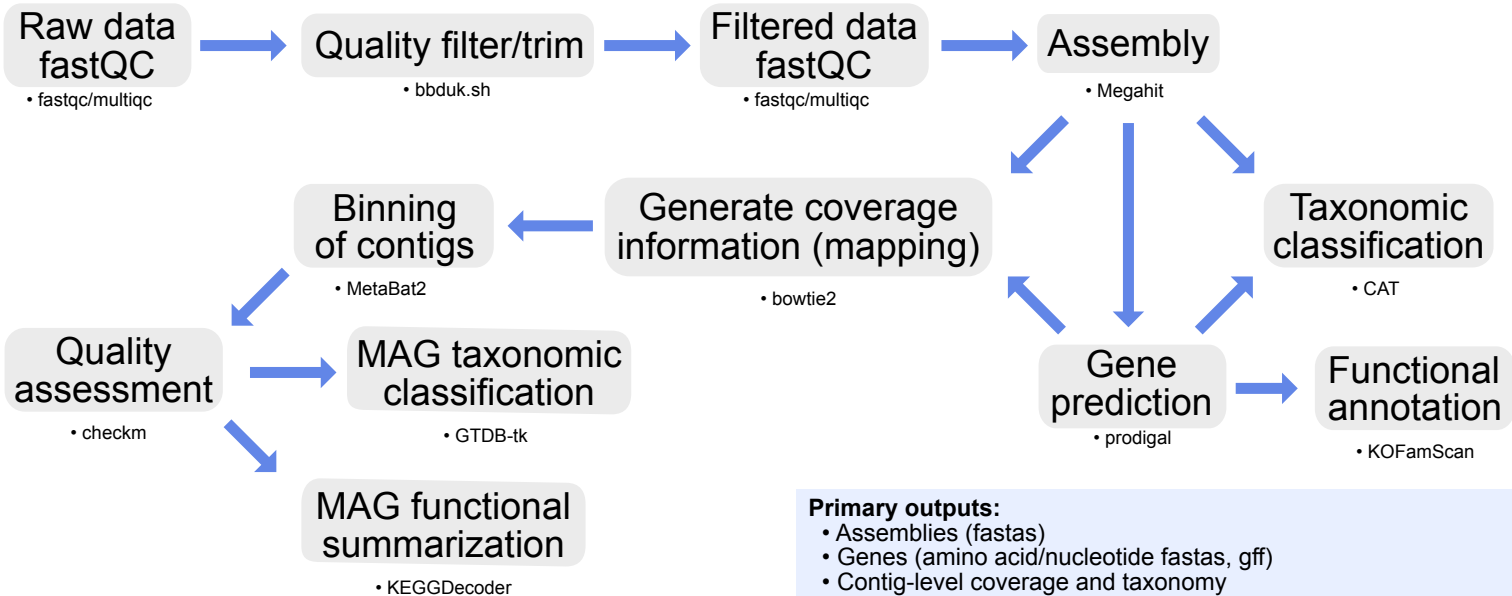 Raw data
fastQC
• fastqc/multiqc
Quality filter/trim
• bbduk.sh
Filtered data
fastQC
• fastqc/multiqc
Assembly
• Megahit
Binning
of contigs
• MetaBat2
Generate coverage
information (mapping)
• bowtie2
Taxonomic
classification
• CAT
Quality
assessment
• checkm
MAG taxonomic
classification
• GTDB-tk
Gene
prediction
• prodigal
Functional
annotation
• KOFamScan
MAG functional
summarization
• KEGGDecoder
Primary outputs:
• Assemblies (fastas)
• Genes (amino acid/nucleotide fastas, gff)
• Contig-level coverage and taxonomy